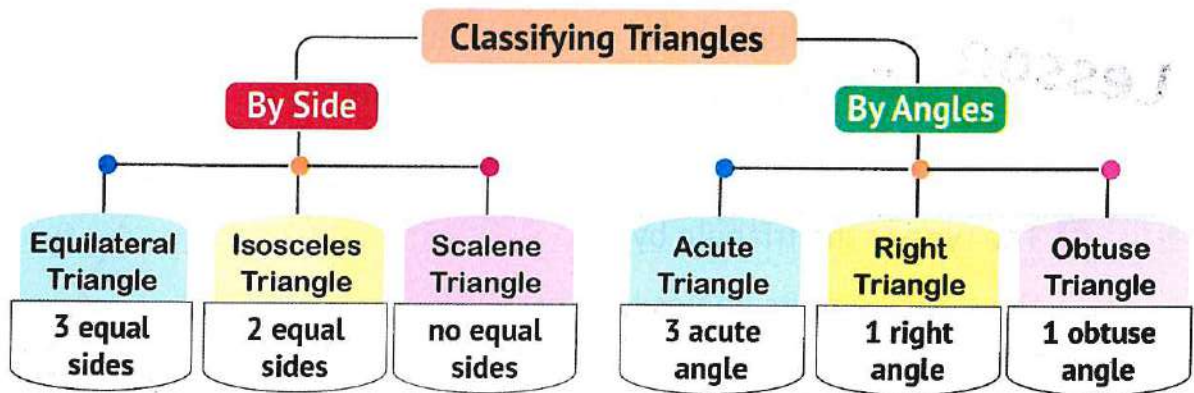 Classifying Triangles
By Side
By Angles
Equilateral
Triangle
Isosceles
Triangle
Scalene
Triangle
Acute
Triangle
Right
Triangle
Obtuse
Triangle
3 equal
sides
2 equal
sides
no equal
sides
3 acute
angle
1 right
angle
1 obtuse
angle